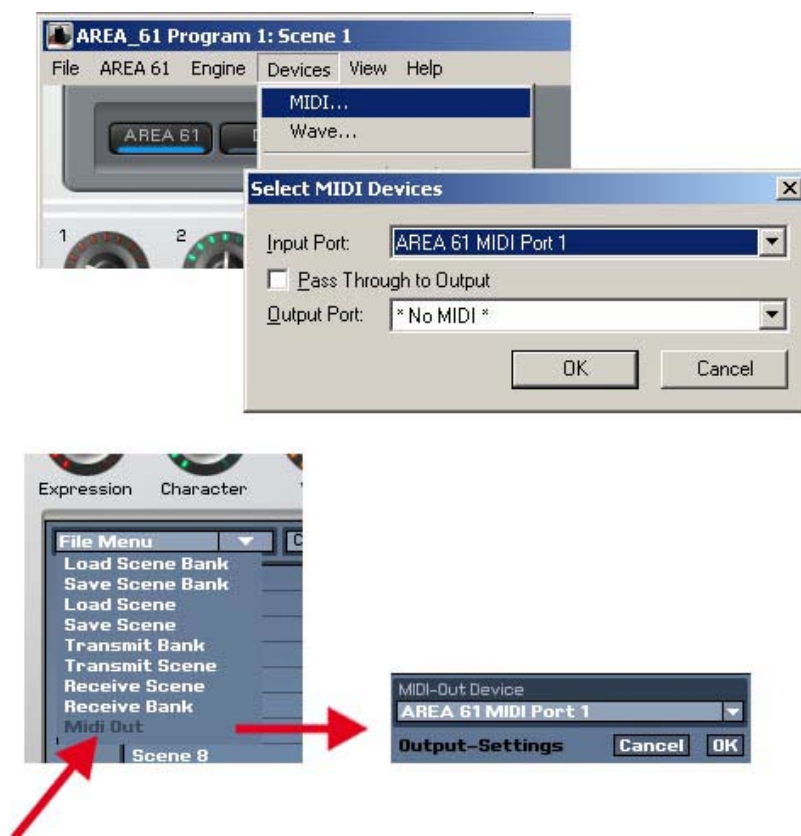 AREA_61 Program 1: Scene 1
File AREA 61 Engine Devices View Help
MIDI...
Wave...
AREA 61
1 2
Select MIDI Devices
Input Port: AREA 61 MIDI Port 1
Pass Through to Output
Output Port: * No MIDI *
OK Cancel
Expression Character
File Menu
Load Scene Bank
Save Scene Bank
Load Scene
Save Scene
Transmit Bank
Transmit Scene
Receive Scene
Receive Bank
Midi Out
Scene 8
MIDI-Out Device
AREA 61 MIDI Port 1
Output-Settings Cancel OK